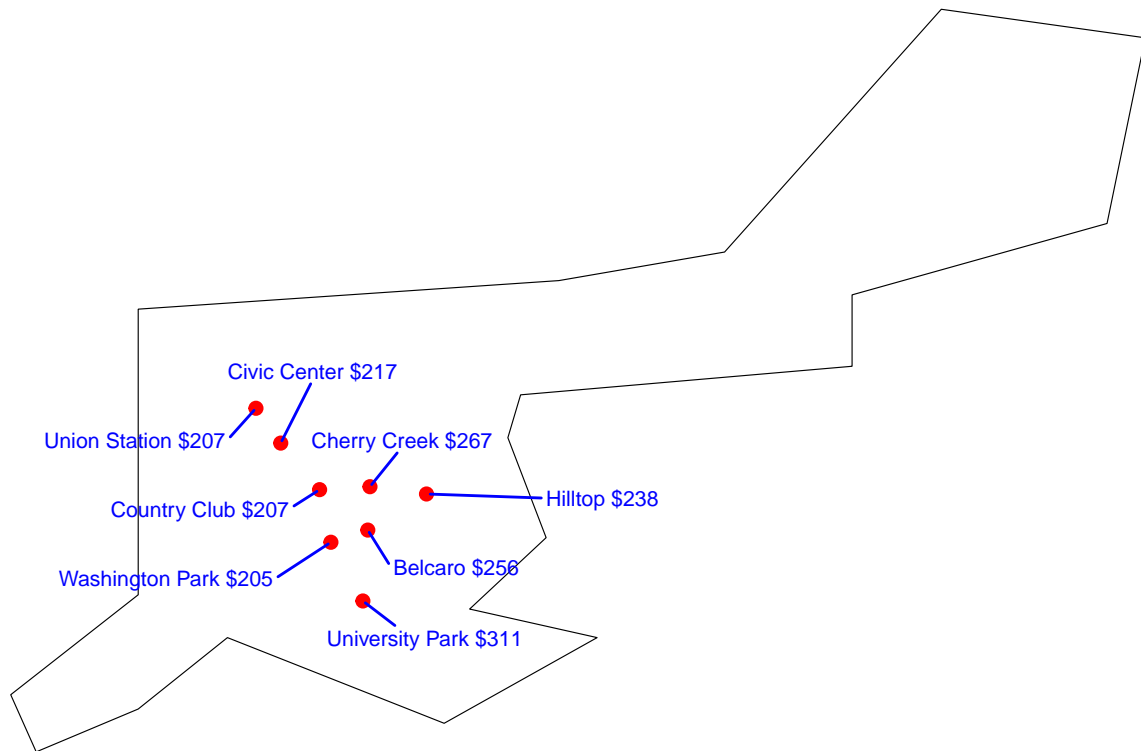 Civic Center $217
Union Station $207
Cherry Creek $267
Hilltop $238
Country Club $207
Belcaro $256
Washington Park $205
University Park $311